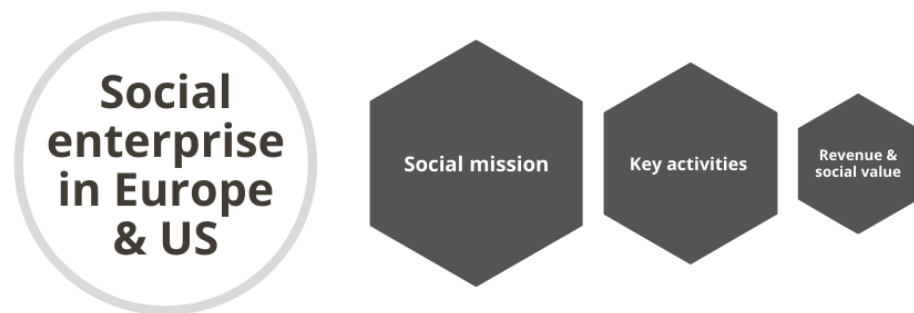 Social
enterprise
in Europe
& US
Social mission
Key activities
Revenue &
social value